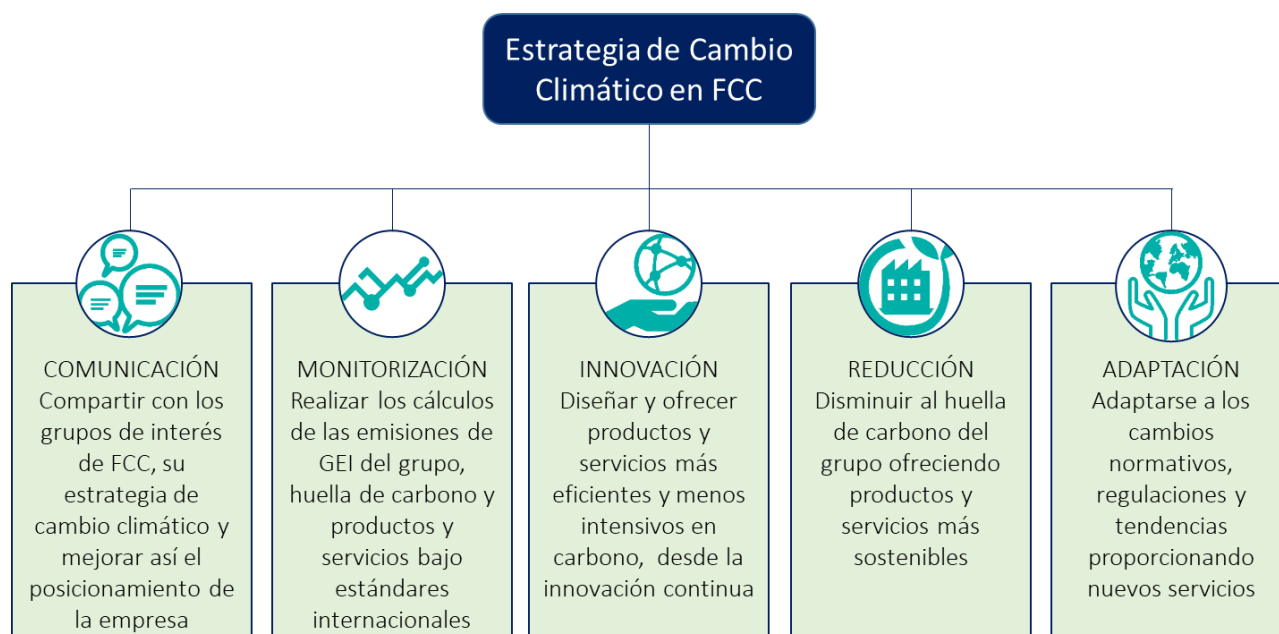 Estrategia de Cambio
Climático en FCC
COMUNICACIÓN
Compartir con los
grupos de interés
de FCC, su
estrategia de
cambio climático y
mejorar así el
posicionamiento de
la empresa
MONITORIZACIÓN
Realizar los cálculos
de las emisiones de
GEI del grupo,
huella de carbono y
productos y
servicios bajo
estándares
internacionales
INNOVACIÓN
Diseñar y ofrecer
productos y
servicios más
eficientes y menos
intensivos en
carbono, desde la
innovación continua
REDUCCIÓN
Disminuir al huella
de carbono del
grupo ofreciendo
productos y
servicios más
sostenibles
ADAPTACIÓN
Adaptarse a los
cambios
normativos,
regulaciones y
tendencias
proporcionando
nuevos servicios